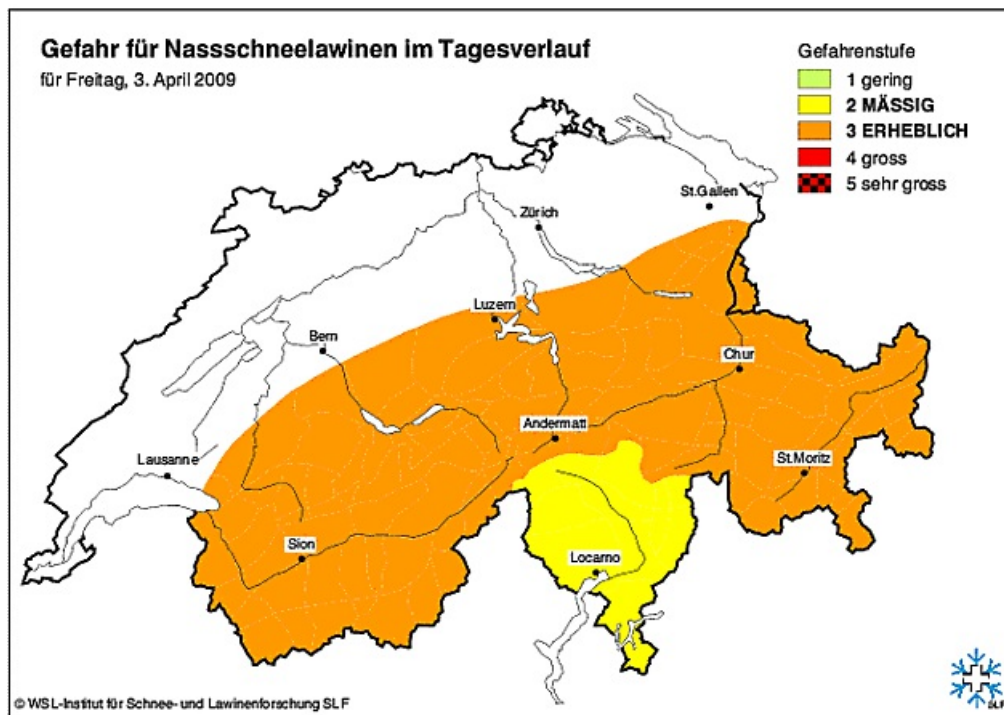 Gefahr für Nassschneelawinen im Tagesverlauf
für Freitag, 3. April 2009
Gefahrenstufe
1 gering
2 MÄSSIG
3 ERHEBLICH
4 gross
5 sehr gross
St.Gallen
Zürich
Luzern
Bern
Chur
Andermatt
Lausanne
St.Moritz
Sion
Locarno
© WSL-Institut für Schnee- und Lawinenforschung SLF
SLF